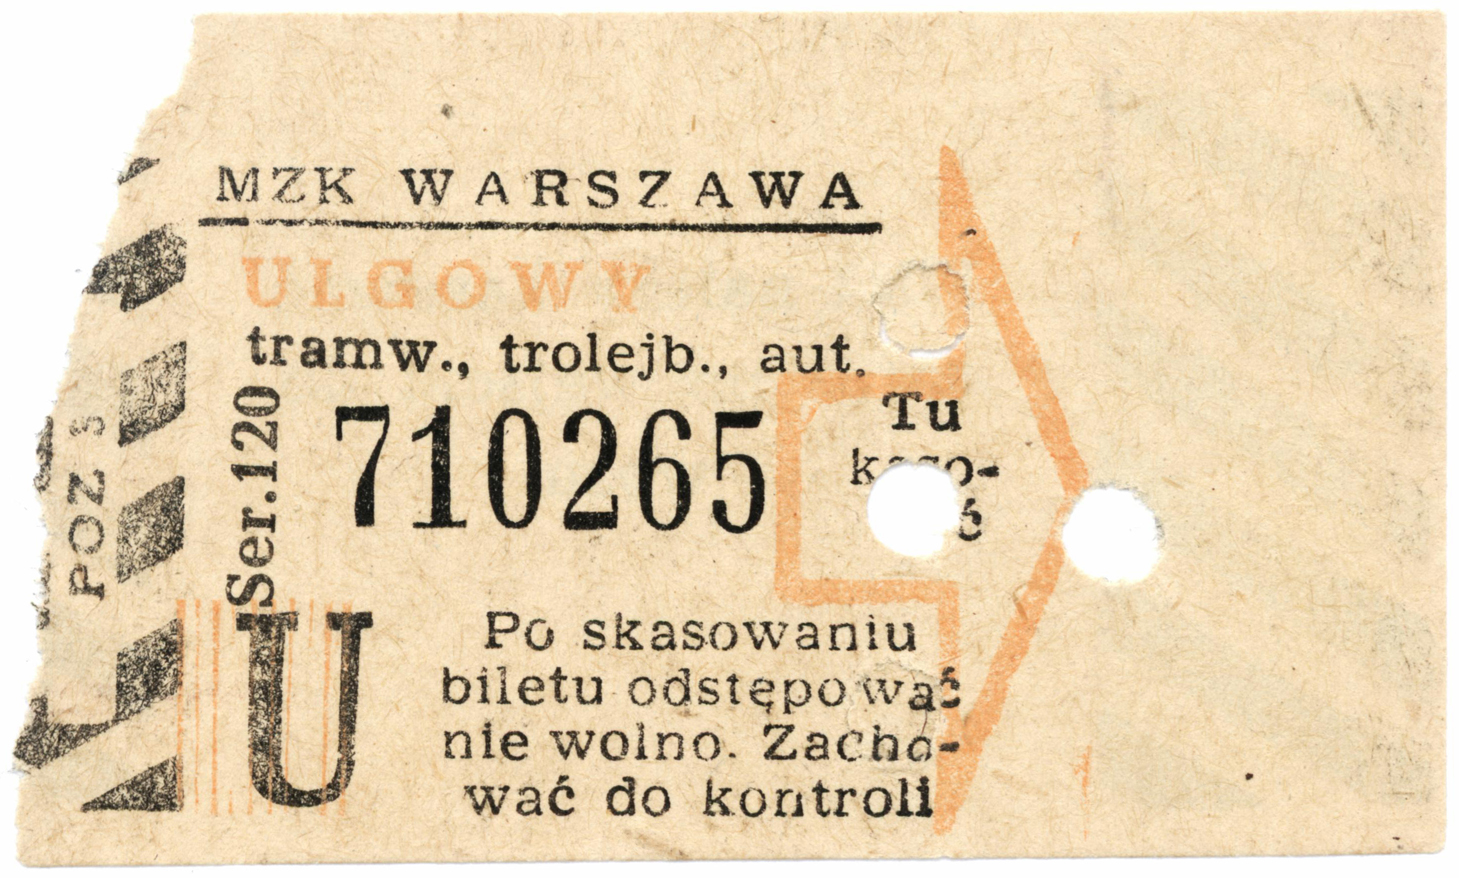 MZK WARSZAWA
ULGOWY
tramw., trolejb., aut.
Ser.120
710265
Tu
U
Po skasowaniu
biletu odstępować
nie wolno. Zacho-
wać do kontroli
POZ